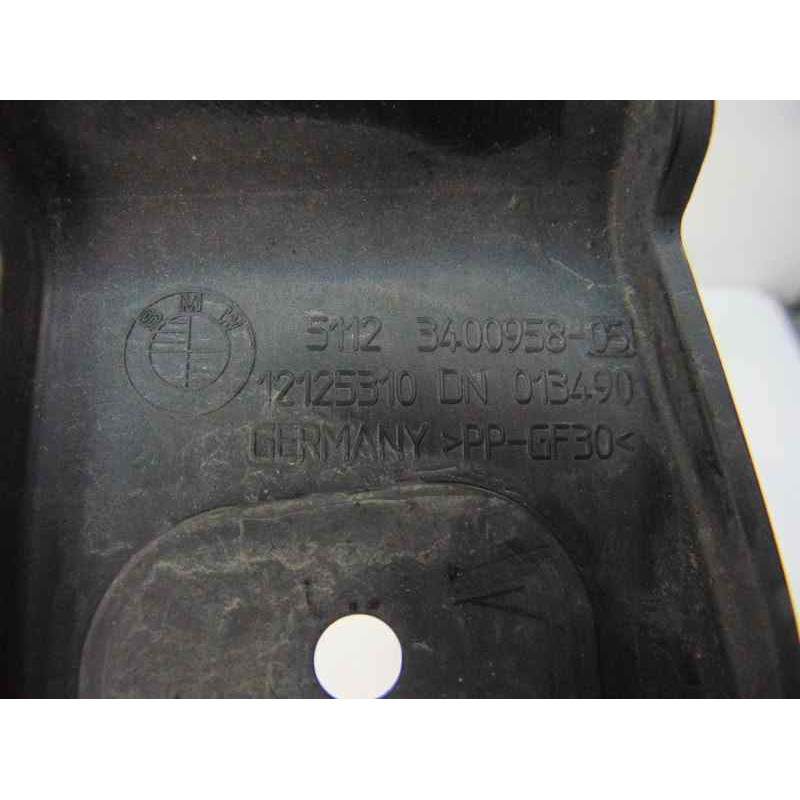 BMW
5112 3400958-05
12125310 DN 013490
GERMANY >PP-GF30<